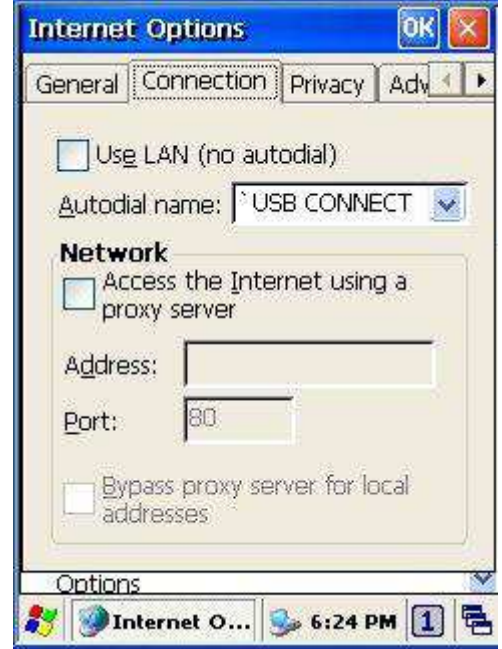 Internet Options OK
General Connection Privacy Adv
Use LAN (no autodial)
Autodial name: ` USB CONNECT
Network
Access the Internet using a
proxy server
Address:
Port: 80
Bypass proxy server for local
addresses
Options
Internet O... 6:24 PM 1